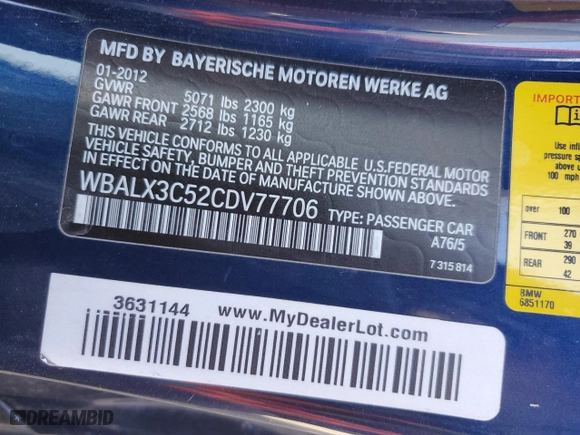 MFD BY BAYERISCHE MOTOREN WERKE AG
01-2012
GVWR 5071 lbs 2300 kg
GAWR FRONT 2568 lbs 1165 kg
GAWR REAR 2712 lbs 1230 kg
THIS VEHICLE CONFORMS TO ALL APPLICABLE U.S.FEDERAL MOTOR
VEHICLE SAFETY, BUMPER AND THEFT PREVENTION STANDARDS
IN EFFECT ON THE DATE OF MANUFACTURE SHOWN ABOVE.
WBALX3C52CDV77706 TYPE: PASSENGER CAR
A76/5
7 315 814
3631144 www.MyDealerLot.com
IMPORT
Use infl
pressure sp
100 mph
over 100
FRONT 270
39
REAR 290
42
BMW
6851170
DREAMBID